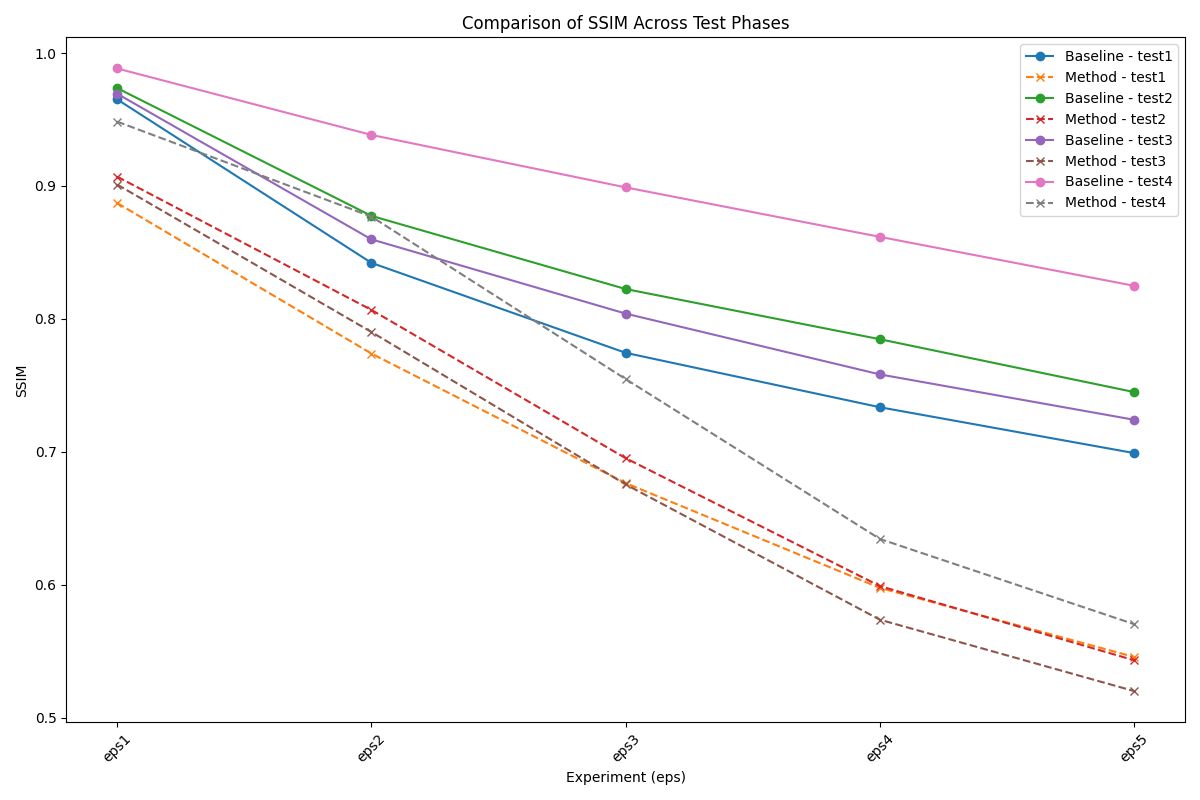 Comparison of SSIM Across Test Phases
1.0
0.9
0.8
0.7
0.6
0.5
SSIM
Baseline - test1
Method - test1
Baseline - test2
Method - test2
Baseline - test3
Method - test3
Baseline - test4
Method - test4
eps1
eps2
eps3
eps4
eps5
Experiment (eps)